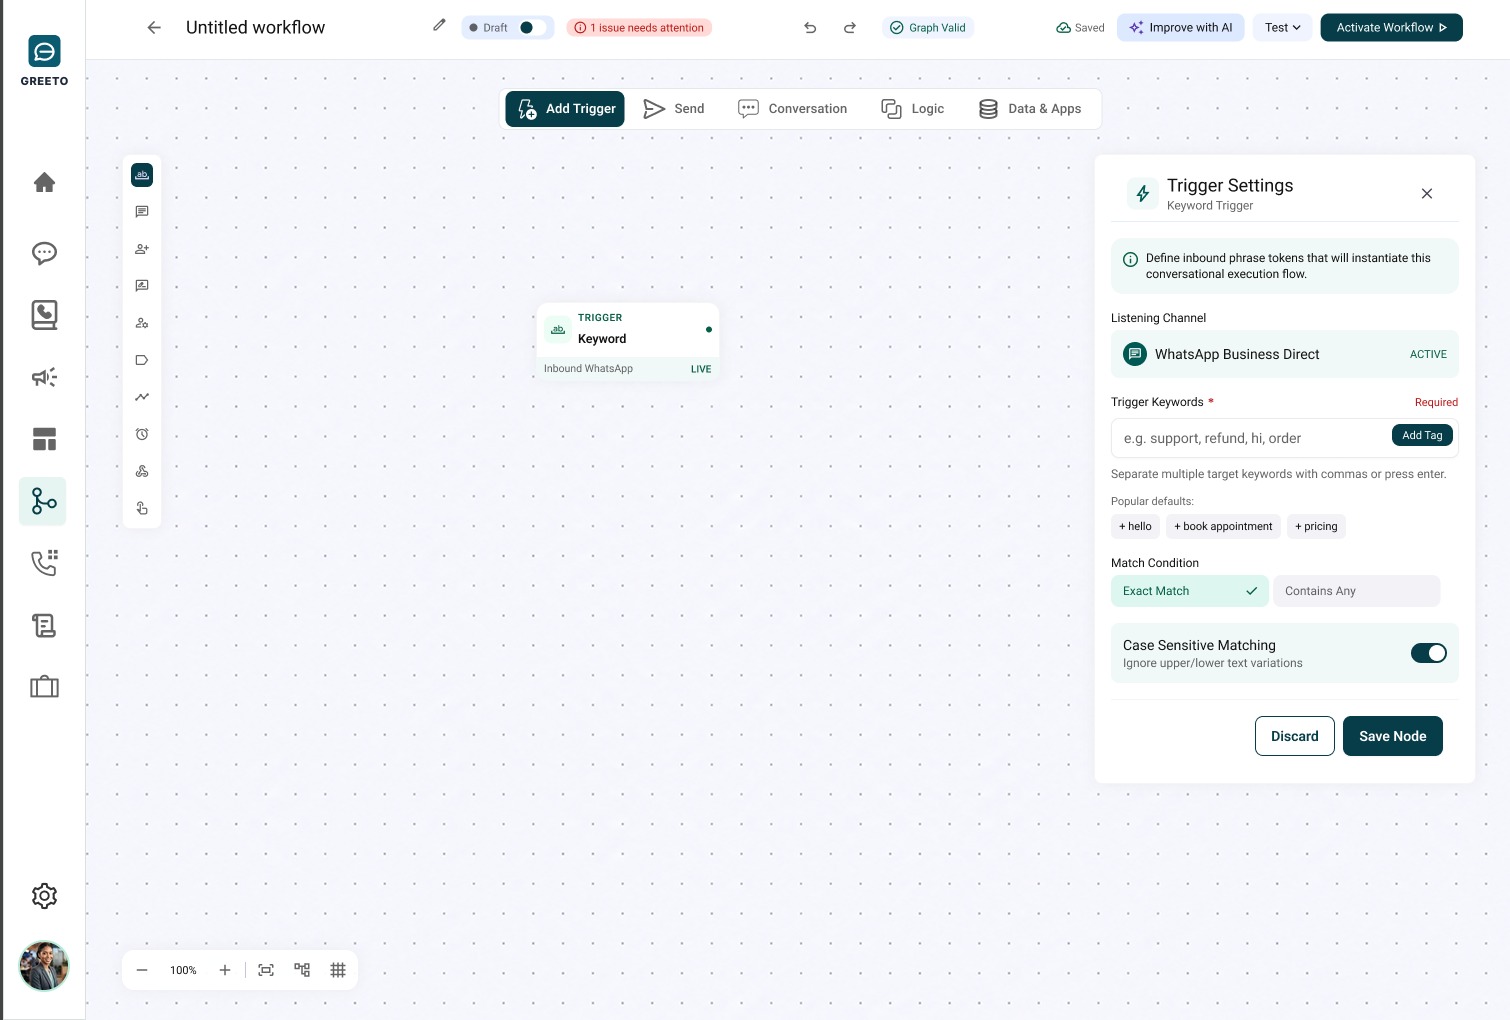 Untitled workflow
Draft
1 issue needs attention
Graph Valid
Saved
Improve with AI
Test
Activate Workflow
GREETO
Add Trigger
Send
Conversation
Logic
Data & Apps
ab
TRIGGER
ab
Keyword
Inbound WhatsApp
LIVE
Trigger Settings
Keyword Trigger
Define inbound phrase tokens that will instantiate this
conversational execution flow.
Listening Channel
WhatsApp Business Direct
ACTIVE
Trigger Keywords *
Required
e.g. support, refund, hi, order
Add Tag
Separate multiple target keywords with commas or press enter.
Popular defaults:
+ hello
+ book appointment
+ pricing
Match Condition
Exact Match
Contains Any
Case Sensitive Matching
Ignore upper/lower text variations
Discard
Save Node
100%